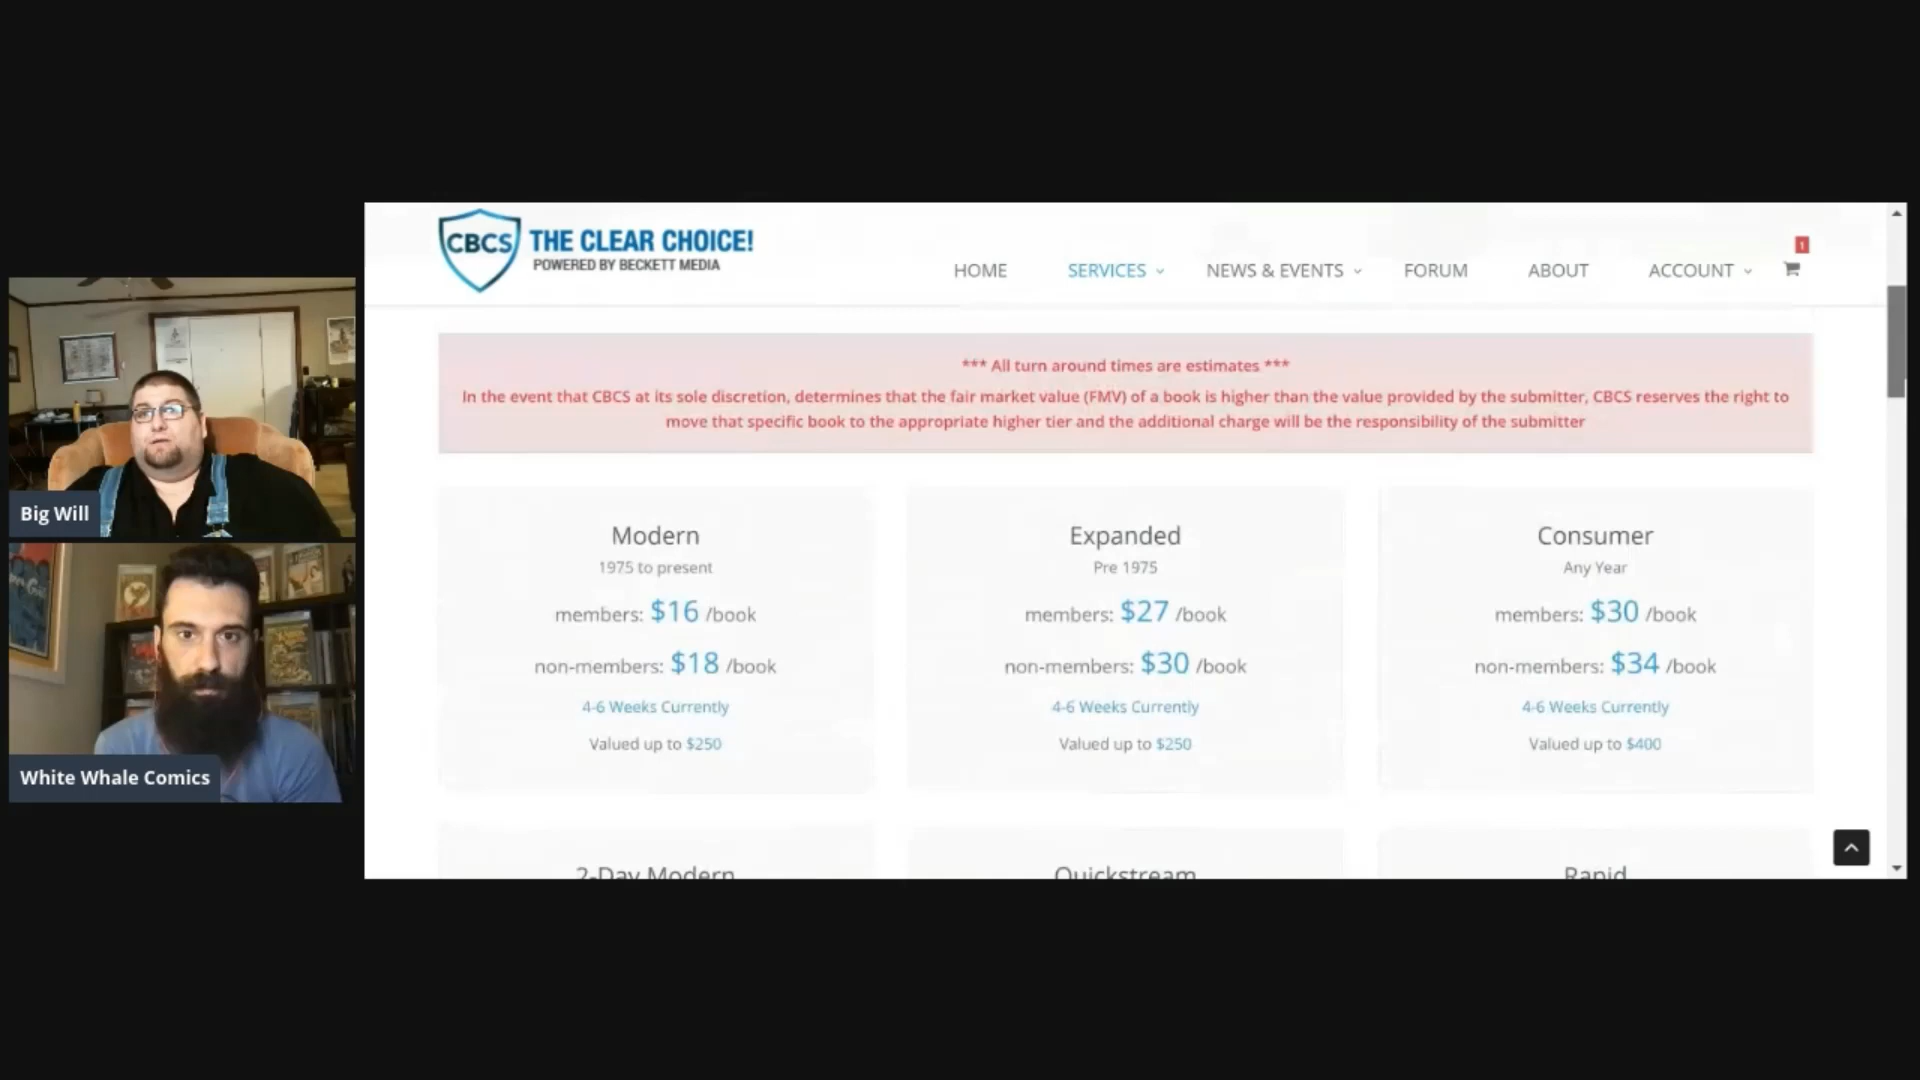 CBCS
THE CLEAR CHOICE!
POWERED BY BECKETT MEDIA
HOME
SERVICES
NEWS & EVENTS
FORUM
ABOUT
ACCOUNT
1
*** All turn around times are estimates ***
In the event that CBCS at its sole discretion, determines that the fair market value (FMV) of a book is higher than the value provided by the submitter, CBCS reserves the right to
move that specific book to the appropriate higher tier and the additional charge will be the responsibility of the submitter
Modern
1975 to present
members: $16 /book
non-members: $18 /book
4-6 Weeks Currently
Valued up to $250
Expanded
Pre 1975
members: $27 /book
non-members: $30 /book
4-6 Weeks Currently
Valued up to $250
Consumer
Any Year
members: $30 /book
non-members: $34 /book
4-6 Weeks Currently
Valued up to $400
2-Day Modern
Quickstream
Rapid
Big Will
White Whale Comics